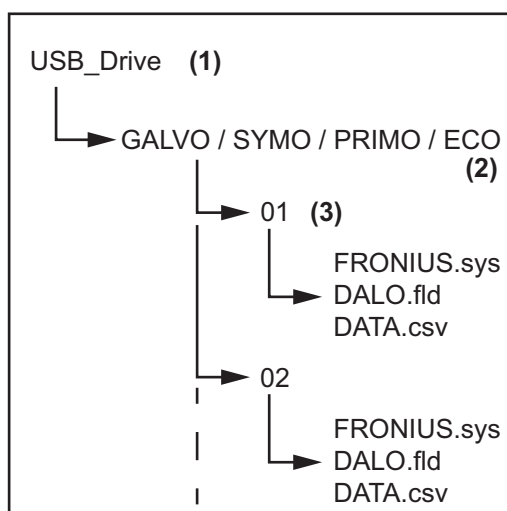 USB_Drive (1)
GALVO / SYMO / PRIMO / ECO
(2)
01 (3)
FRONIUS.sys
DALO.fld
DATA.csv
02
FRONIUS.sys
DALO.fld
DATA.csv